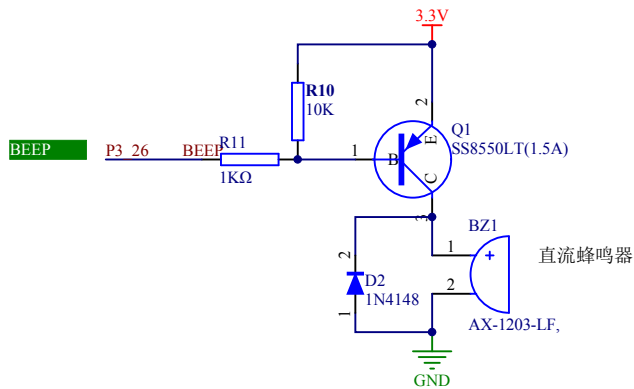 3.3V
R10
10K
2
Q1
SS8550LT(1.5A)
E
BEEP
P3_26
BEEP
R11
1KΩ
1
B
C
3
BZ1
1
+
直流蜂鸣器
2
D2
1N4148
2
1
AX-1203-LF,
GND